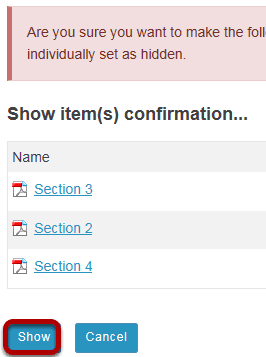 Are you sure you want to make the foll
individually set as hidden.
Show item(s) confirmation...
Name
Section 3
Section 2
Section 4
Show Cancel